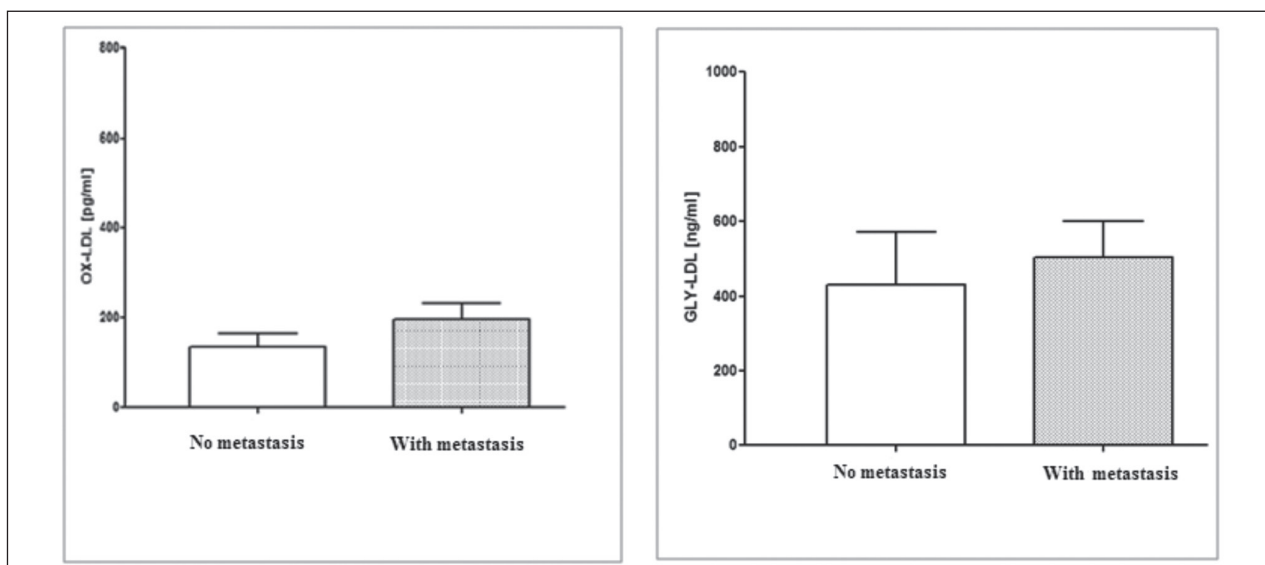 800
600
400
200
0
OX-LDL [pg/ml]
No metastasis
With metastasis
1000
800
600
400
200
0
GLY-LDL [ng/ml]
No metastasis
With metastasis